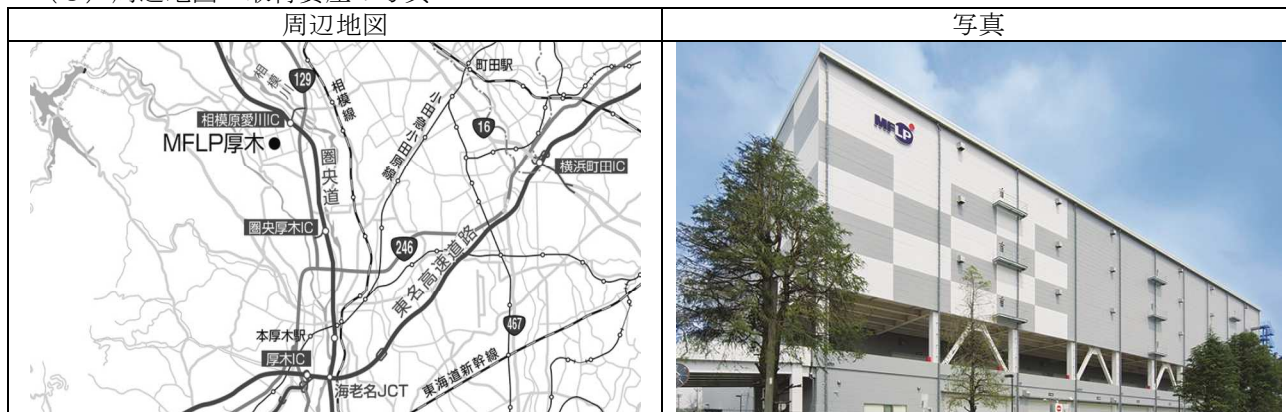 周辺地図
写真
129
相模川
相模線
町田駅
小田急小田原線
相模原愛川IC
16
MFLP厚木
圏央道
横浜町田IC
圏央厚木IC
246
東名高速道路
467
本厚木駅
厚木IC
海老名JCT
東海道新幹線
MFLP